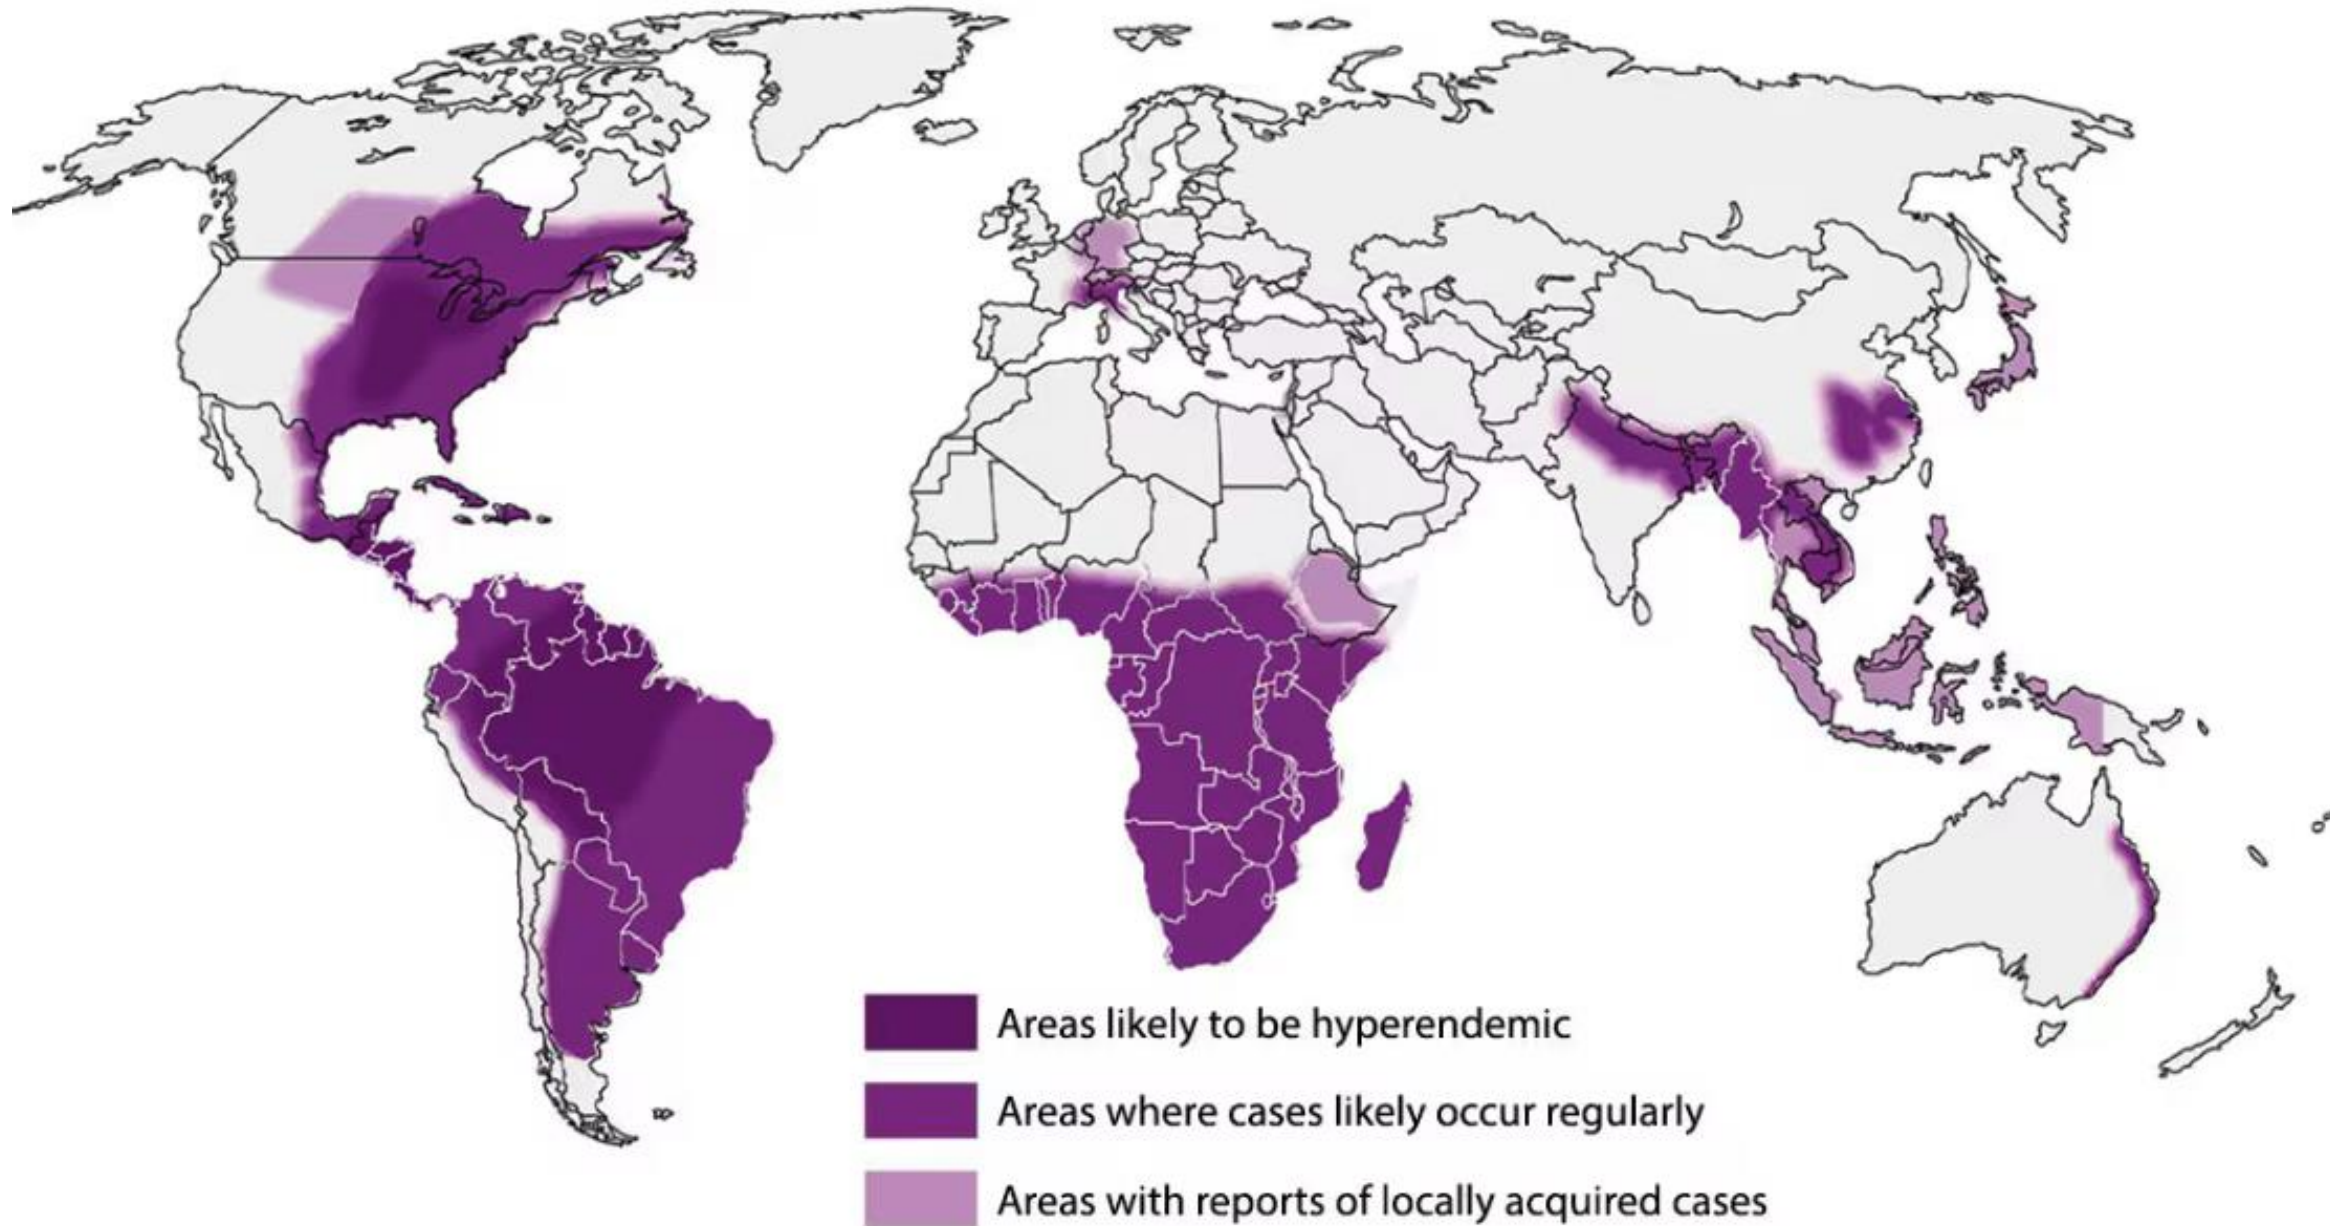 Areas likely to be hyperendemic
Areas where cases likely occur regularly
Areas with reports of locally acquired cases